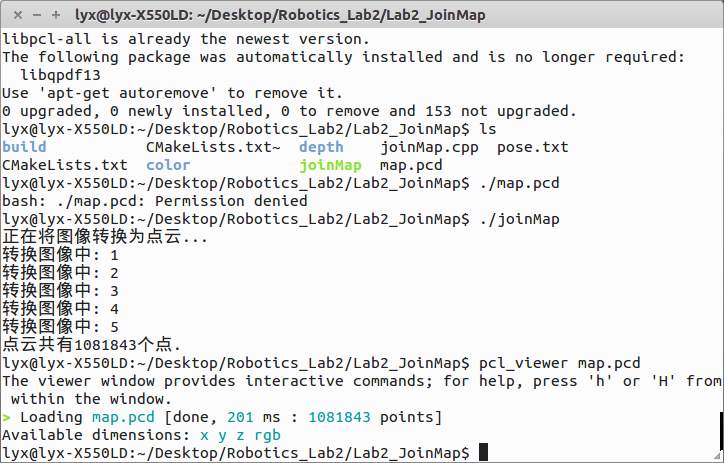 lyx@lyx-X550LD: ~/Desktop/Robotics_Lab2/Lab2_JoinMap
libpcl-all is already the newest version.
The following package was automatically installed and is no longer required:
  libqpdf13
Use 'apt-get autoremove' to remove it.
0 upgraded, 0 newly installed, 0 to remove and 153 not upgraded.
lyx@lyx-X550LD:~/Desktop/Robotics_Lab2/Lab2_JoinMap$ ls
build           CMakeLists.txt~  depth    joinMap.cpp  pose.txt
CMakeLists.txt  color            joinMap  map.pcd
lyx@lyx-X550LD:~/Desktop/Robotics_Lab2/Lab2_JoinMap$ ./map.pcd
bash: ./map.pcd: Permission denied
lyx@lyx-X550LD:~/Desktop/Robotics_Lab2/Lab2_JoinMap$ ./joinMap
正在将图像转换为点云...
转换图像中: 1
转换图像中: 2
转换图像中: 3
转换图像中: 4
转换图像中: 5
点云共有1081843个点.
lyx@lyx-X550LD:~/Desktop/Robotics_Lab2/Lab2_JoinMap$ pcl_viewer map.pcd
The viewer window provides interactive commands; for help, press 'h' or 'H' from
 within the window.
> Loading map.pcd [done, 201 ms : 1081843 points]
Available dimensions: x y z rgb
lyx@lyx-X550LD:~/Desktop/Robotics_Lab2/Lab2_JoinMap$